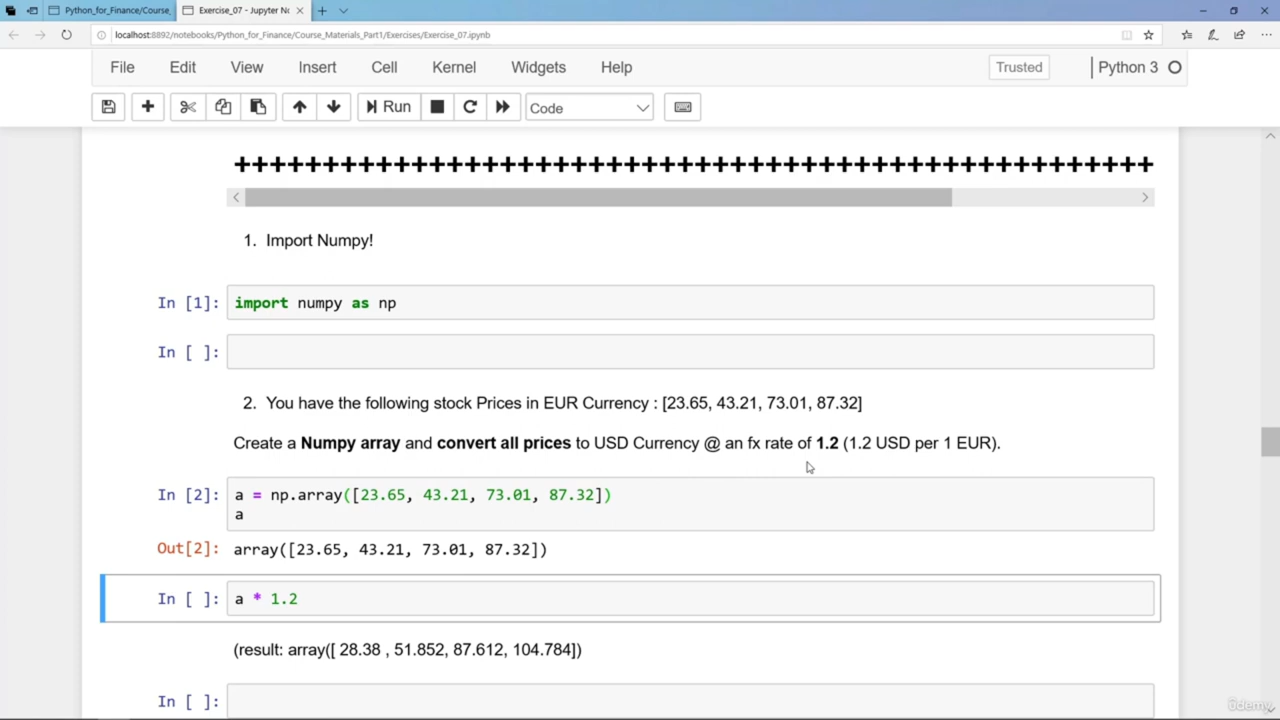 Python_for_Finance/Course_
Exercise_07 - Jupyter No
localhost:8892/notebooks/Python_for_Finance/Course_Materials_Part1/Exercises/Exercise_07.ipynb
File Edit View Insert Cell Kernel Widgets Help Trusted Python 3
Run Code
++++++++++++++++++++++++++++++++++++++++++++++++++++
1. Import Numpy!
In [1]: import numpy as np
In [ ]:
2. You have the following stock Prices in EUR Currency : [23.65, 43.21, 73.01, 87.32]
Create a Numpy array and convert all prices to USD Currency @ an fx rate of 1.2 (1.2 USD per 1 EUR).
In [2]: a = np.array([23.65, 43.21, 73.01, 87.32])
a
Out[2]: array([23.65, 43.21, 73.01, 87.32])
In [ ]: a * 1.2
(result: array([ 28.38 , 51.852, 87.612, 104.784])
In [ ]:
ûdemy